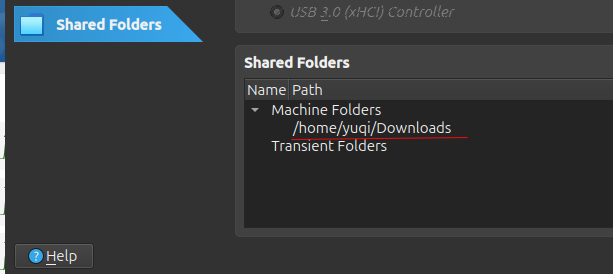 Shared Folders
USB 3.0 (xHCI) Controller
Shared Folders
Name Path
Machine Folders
/home/yuqi/Downloads
Transient Folders
? Help